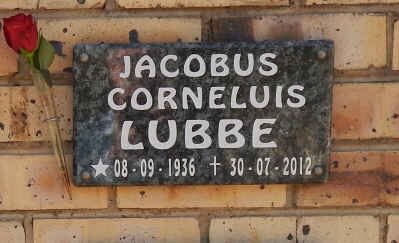 JACOBUS
CORNELUIS
LUBBE
★ 08 - 09 - 1936 ✝ 30 - 07 - 2012